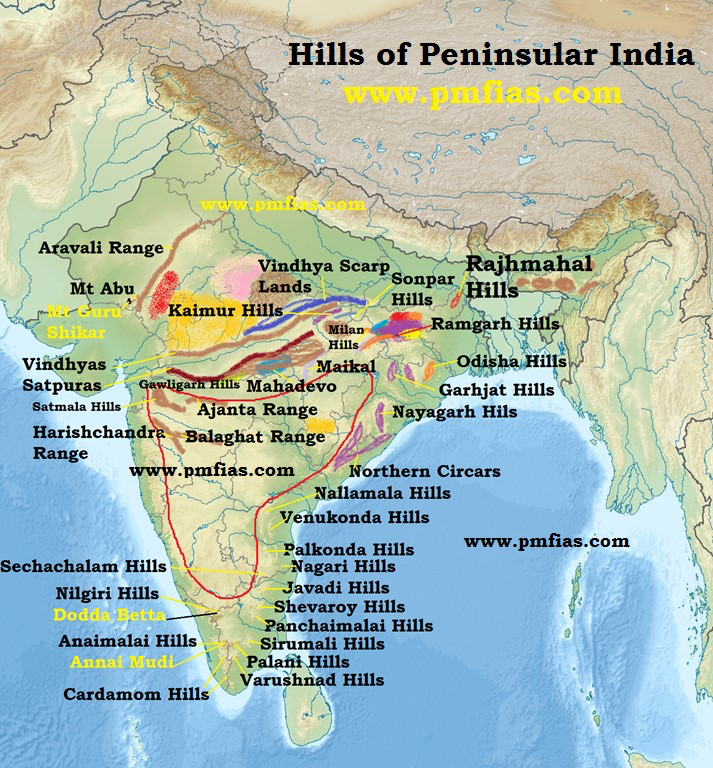 Hills of Peninsular India
www.pmfias.com
www.pmfias.com
Aravali Range
Vindhya Scarp
Lands
Sonpar
Hills
Rajhmahal
Hills
Mt Abu
Mt Guru
Shikar
Kaimur Hills
Milan
Hills
Ramgarh Hills
Vindhyas
Maikal
Odisha Hills
Satpuras
Gawligarh Hills
Mahadevo
Garhjat Hills
Satmala Hills
Ajanta Range
Nayagarh Hils
Harishchandra
Range
Balaghat Range
www.pmfias.com
Northern Circars
Nallamala Hills
Venukonda Hills
www.pmfias.com
Palkonda Hills
Sechachalam Hills
Nagari Hills
Nilgiri Hills
Javadi Hills
Dodda Betta
Shevaroy Hills
Panchaimalai Hills
Anaimalai Hills
Sirumali Hills
Annai Mudi
Palani Hills
Varushnad Hills
Cardamom Hills